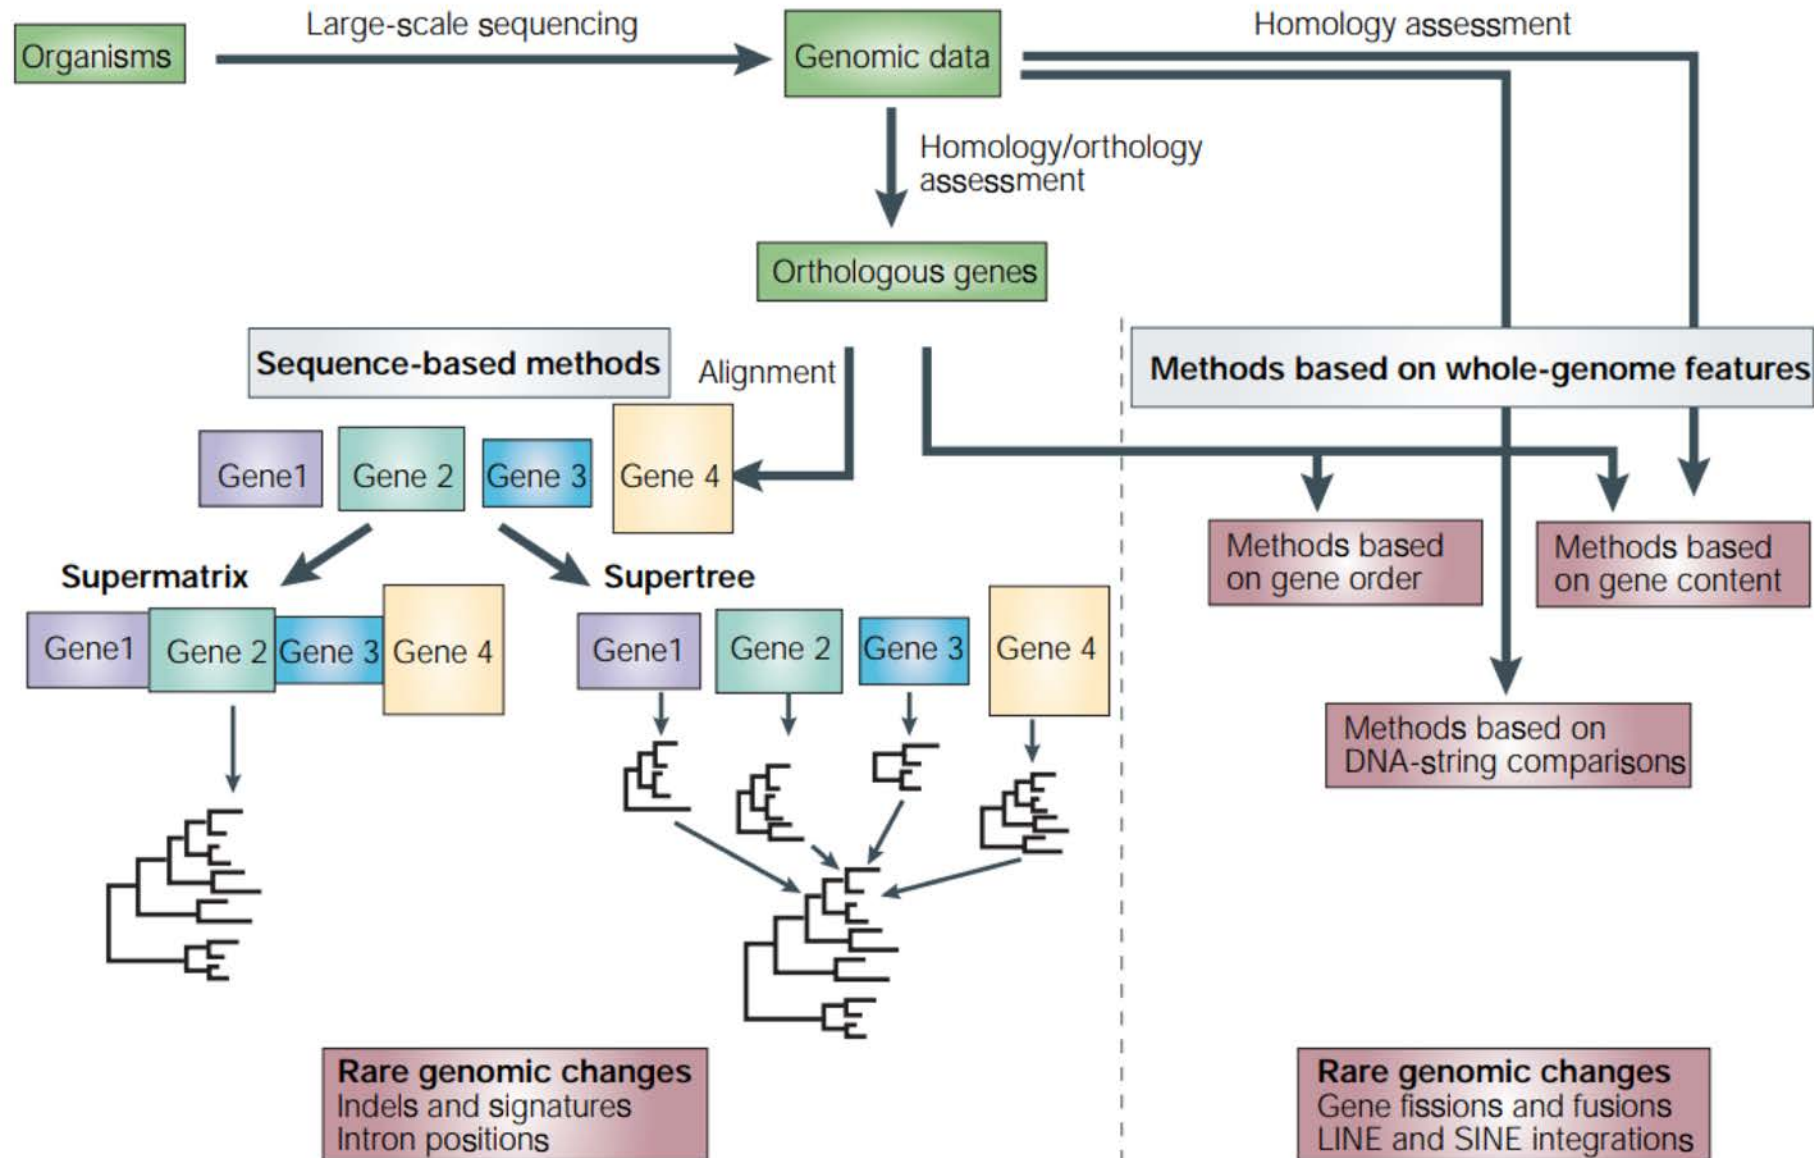 Large-scale sequencing
Homology assessment
Organisms
Genomic data
Homology/orthology
assessment
Orthologous genes
Sequence-based methods
Alignment
Methods based on whole-genome features
Gene1
Gene 2
Gene 3
Gene 4
Methods based
on gene order
Methods based
on gene content
Supermatrix
Supertree
Gene1
Gene 2
Gene 3
Gene 4
Gene1
Gene 2
Gene 3
Gene 4
Methods based on
DNA-string comparisons
Rare genomic changes
Indels and signatures
Intron positions
Rare genomic changes
Gene fissions and fusions
LINE and SINE integrations